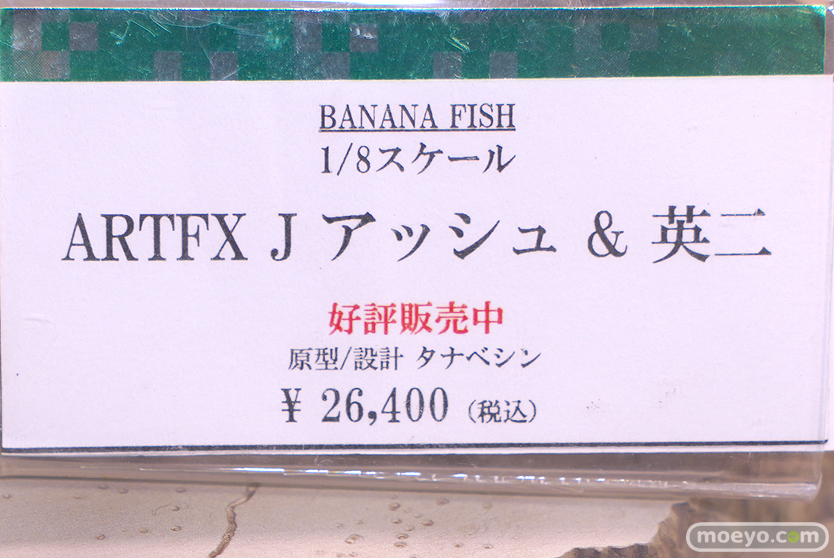 BANANA FISH
1/8スケール
ARTFX J アッシュ & 英二
好評販売中
原型/設計 タナベシン
¥ 26,400 (税込)
moeyo.com